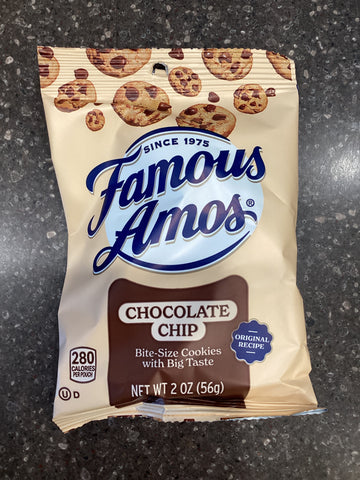 SINCE 1975
Famous
Amos®
CHOCOLATE
CHIP
Bite-Size Cookies
with Big Taste
ORIGINAL
RECIPE
280
CALORIES
PER POUCH
U D
NET WT 2 OZ (56g)